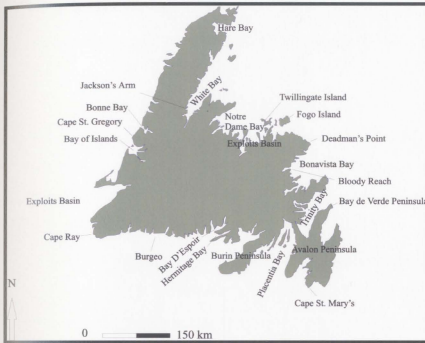 Hare Bay
Jackson's Arm
White Bay
Twillingate Island
Notre
Dame Bay
Fogo Island
Bonne Bay
Cape St. Gregory
Bay of Islands
Exploits Basin
Deadman's Point
Bonavista Bay
Bloody Reach
Exploits Basin
Trinity Bay
Bay de Verde Peninsula
Cape Ray
Burgeo
Bay D'Espoir
Hermitage Bay
Burin Peninsula
Placentia Bay
Avalon Peninsula
Cape St. Mary's
N
0 150 km